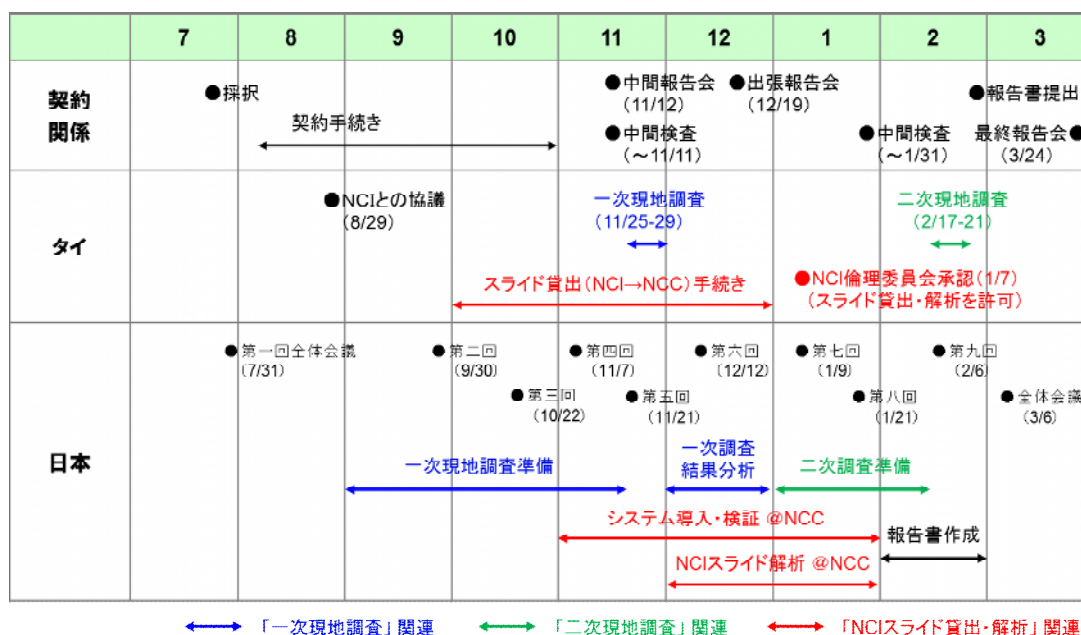 7 8 9 10 11 12 1 2 3
契約
関係
●採択
契約手続き
●中間報告会
(11/12)
●出張報告会
(12/19)
●報告書提出
●中間検査
(～11/11)
●中間検査
(～1/31)
最終報告会●
(3/24)
タイ
●NCIとの協議
(8/29)
一次現地調査
(11/25-29)
二次現地調査
(2/17-21)
スライド貸出(NCI→NCC)手続き
●NCI倫理委員会承認(1/7)
(スライド貸出・解析を許可)
日本
●第一回全体会議
(7/31)
●第二回
(9/30)
●第四回
(11/7)
●第六回
(12/12)
●第七回
(1/9)
●第九回
(2/6)
●第三回
(10/22)
●第五回
(11/21)
●第八回
(1/21)
●全体会議
(3/6)
一次現地調査準備
一次調査
結果分析
二次調査準備
システム導入・検証 @NCC
報告書作成
NCIスライド解析 @NCC
「一次現地調査」関連
「二次現地調査」関連
「NCIスライド貸出・解析」関連